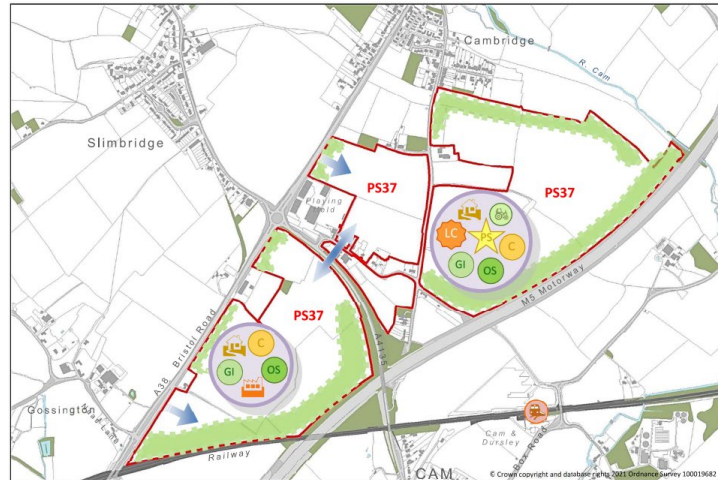 Cambridge
R. Cam
Slimbridge
PS37
Playing
Field
PS37
LC
PS
C
GI
OS
M5 Motorway
PS37
A38 Bristol Road
A4135
C
GI
OS
Gossington
Railway
Cam &
Dursley
Box Road
CAM
© Crown copyright and database rights 2021 Ordnance Survey 100019682